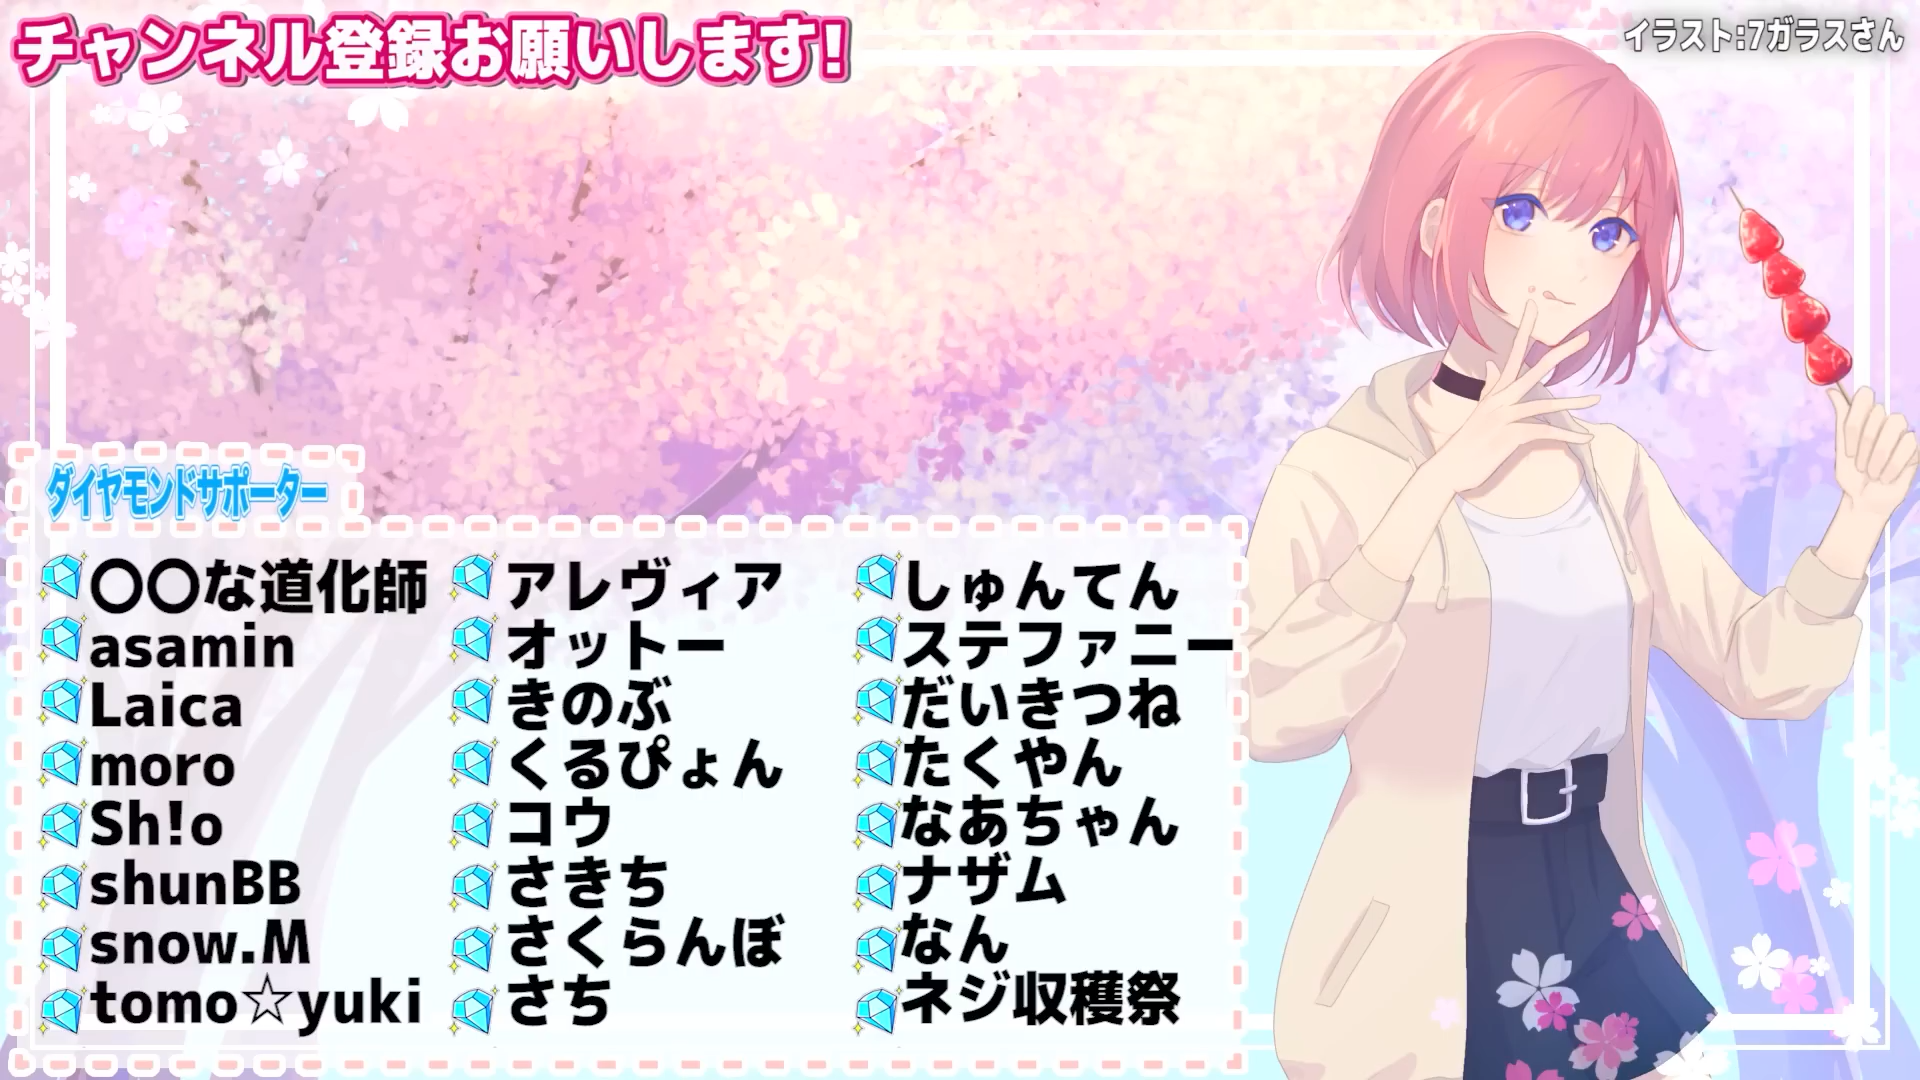 チャンネル登録お願いします!
イラスト:7ガラスさん
ダイヤモンドサポーター
〇〇な道化師
asamin
Laica
moro
Sh!o
shunBB
snow.M
tomo☆yuki
アレヴィア
オットー
きのぶ
くるぴょん
コウ
さきち
さくらんぼ
さち
しゅんてん
ステファニー
だいきつね
たくやん
なあちゃん
ナザム
なん
ネジ収穫祭